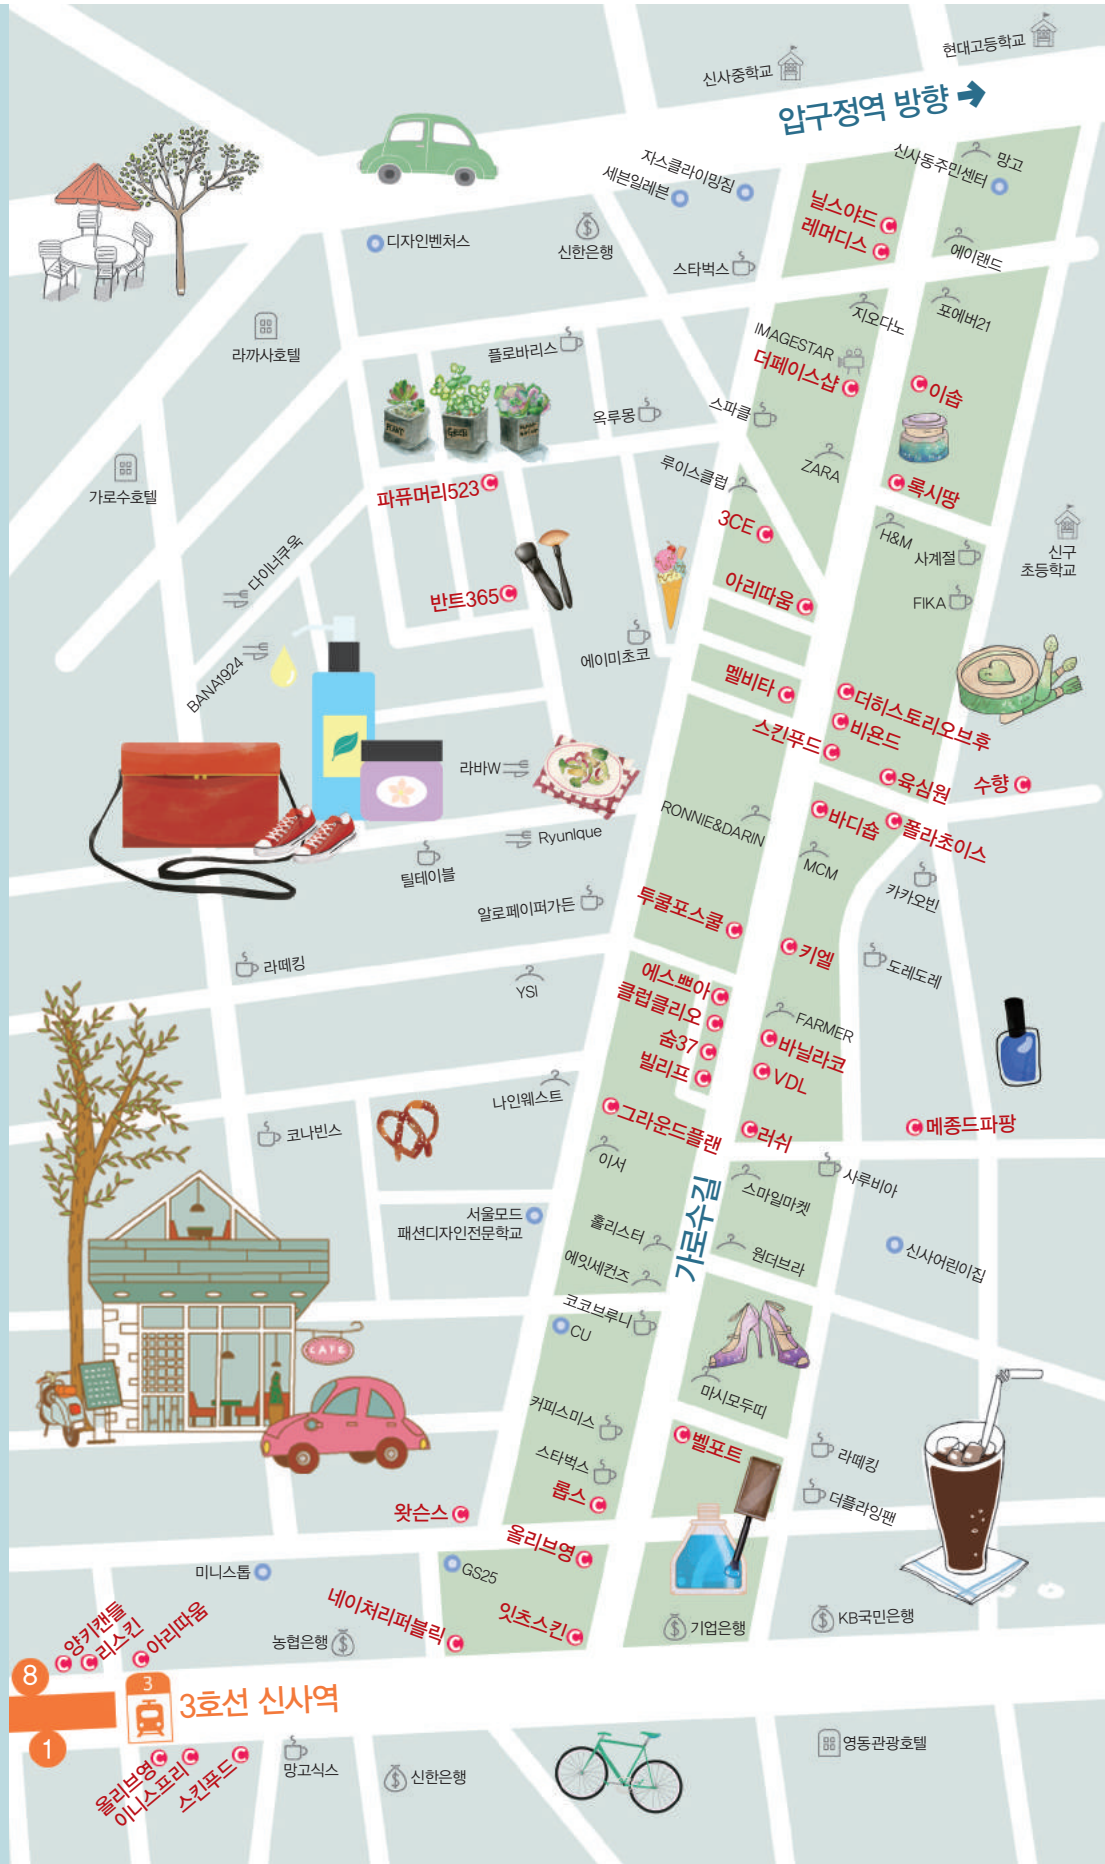 현대고등학교
신사중학교
압구정역 방향
망고
신사동주민센터
자스클라이밍짐
세븐일레븐
닐스야드
레머디스
디자인벤처스
신한은행
스타벅스
에이랜드
지오다노
포에버21
라까사호텔
플로바리스
IMAGESTAR
더페이스샵
이솝
PLANT
GREEN
옥루몽
스파클
가로수호텔
파퓨머리523
루이스클럽
ZARA
록시땅
3CE
H&M
사계절
신구
초등학교
다이너쿠욱
반트365
아리따움
FIKA
에이미초코
BANA1924
멜비타
더히스토리오브후
비욘드
스킨푸드
육심원
수향
라바W
RONNIE&DARIN
바디숍
폴라초이스
RyunIque
틸테이블
MCM
카카오빈
알로페이퍼가든
투쿨포스쿨
키엘
도레도레
라떼킹
YSI
에스쁘아
클럽클리오
숨37
빌리프
FARMER
바닐라코
VDL
나인웨스트
코나빈스
그라운드플랜
러쉬
메종드파팡
이서
사루비아
스마일마켓
가로수길
서울모드
패션디자인전문학교
홀리스터
원더브라
신사어린이집
에잇세컨즈
코코브루니
CU
CAFE
마시모두띠
커피스미스
벨포트
라떼킹
스타벅스
롭스
더플라잉팬
왓슨스
올리브영
미니스톱
GS25
네이처리퍼블릭
잇츠스킨
농협은행
기업은행
KB국민은행
양키캔들
리스킨
아리따움
8
3
3호선 신사역
1
올리브영
이니스프리
스킨푸드
망고식스
신한은행
영동관광호텔